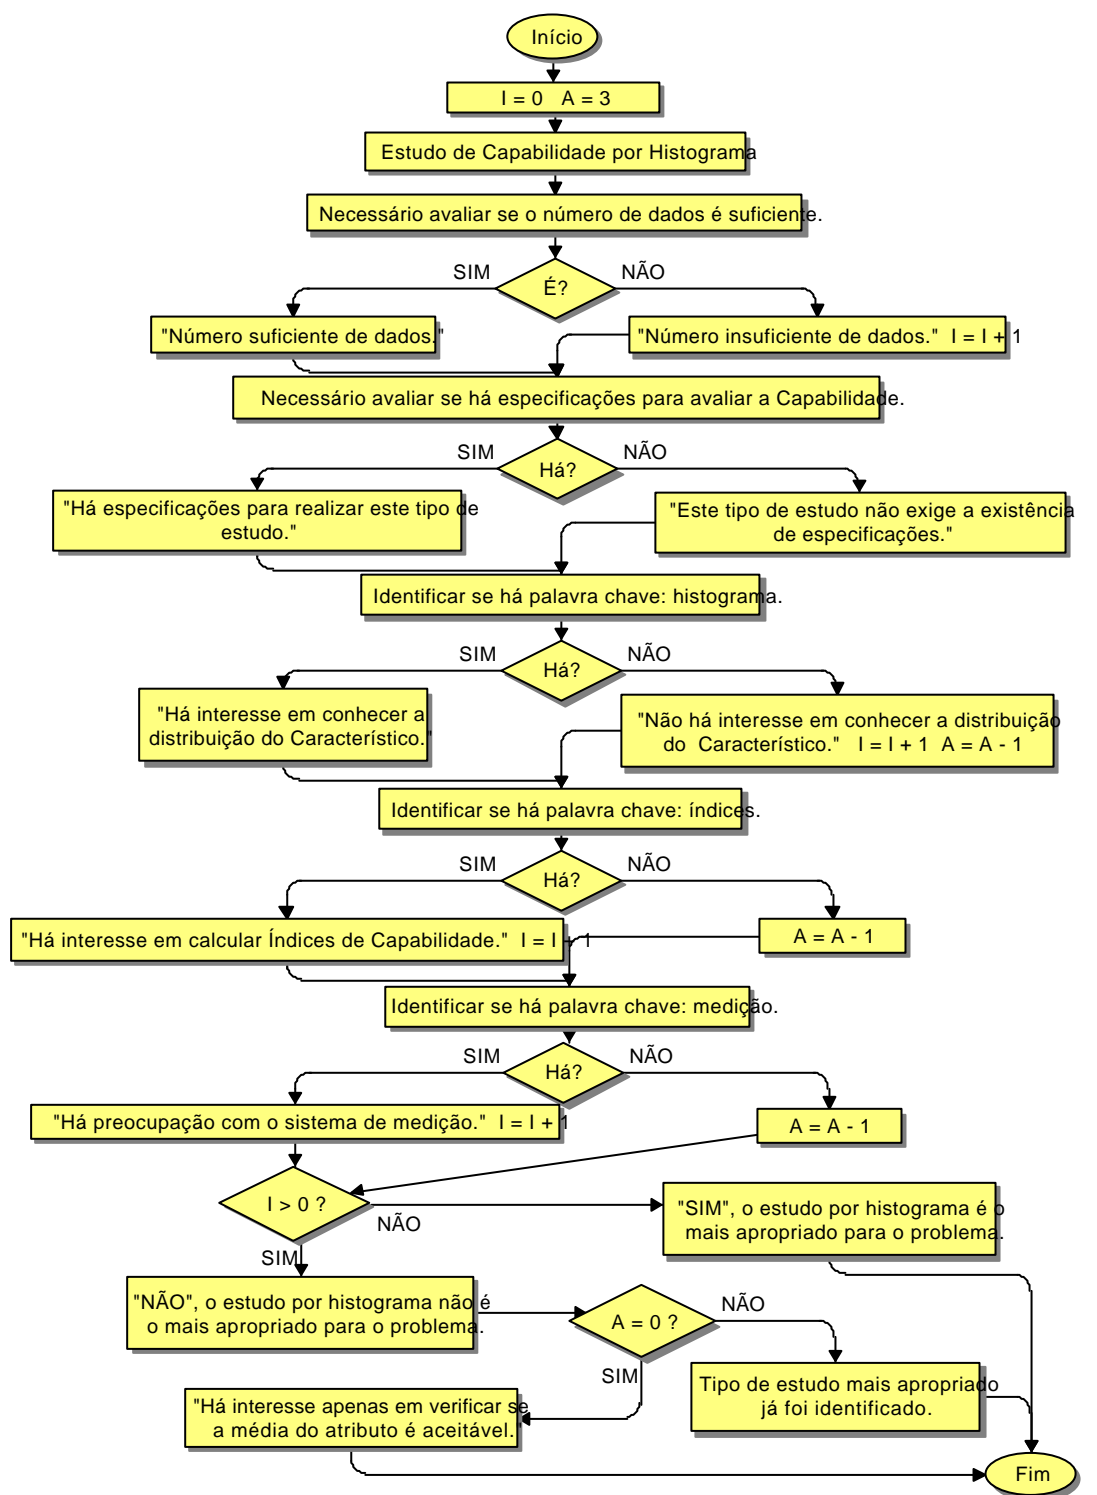 Início
I = 0   A = 3
Estudo de Capabilidade por Histograma
Necessário avaliar se o número de dados é suficiente.
É?
SIM
NÃO
"Número suficiente de dados."
"Número insuficiente de dados."  I = I + 1
Necessário avaliar se há especificações para avaliar a Capabilidade.
Há?
SIM
NÃO
"Há especificações para realizar este tipo de
estudo."
"Este tipo de estudo não exige a existência
de especificações."
Identificar se há palavra chave: histograma.
Há?
SIM
NÃO
"Há interesse em conhecer a
distribuição do Característico."
"Não há interesse em conhecer a distribuição
do  Característico."   I = I + 1  A = A - 1
Identificar se há palavra chave: índices.
Há?
SIM
NÃO
"Há interesse em calcular Índices de Capabilidade."  I = I + 1
A = A - 1
Identificar se há palavra chave: medição.
Há?
SIM
NÃO
"Há preocupação com o sistema de medição."  I = I + 1
A = A - 1
I > 0 ?
NÃO
SIM
"SIM", o estudo por histograma é o
mais apropriado para o problema.
"NÃO", o estudo por histograma não é
o mais apropriado para o problema.
A = 0 ?
NÃO
SIM
Tipo de estudo mais apropriado
já foi identificado.
"Há interesse apenas em verificar se
a média do atributo é aceitável.
Fim